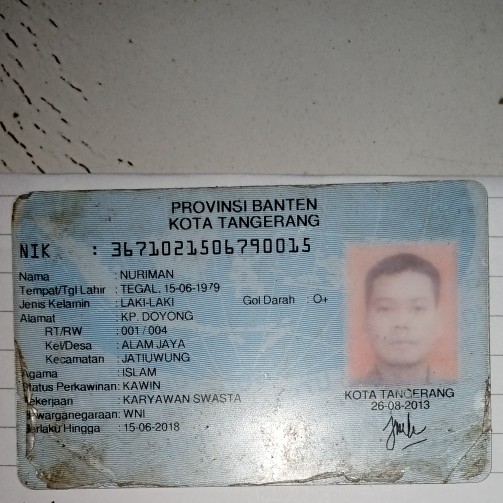 PROVINSI BANTEN
KOTA TANGERANG
NIK : 3671021506790015
Nama : NURIMAN
Tempat/Tgl Lahir : TEGAL, 15-06-1979
Jenis Kelamin : LAKI-LAKI Gol Darah : O+
Alamat : KP. DOYONG
RT/RW : 001 / 004
Kel/Desa : ALAM JAYA
Kecamatan : JATIUWUNG
Agama : ISLAM
Status Perkawinan: KAWIN
Pekerjaan : KARYAWAN SWASTA
Kewarganegaraan: WNI
Berlaku Hingga : 15-06-2018
KOTA TANGERANG
26-08-2013